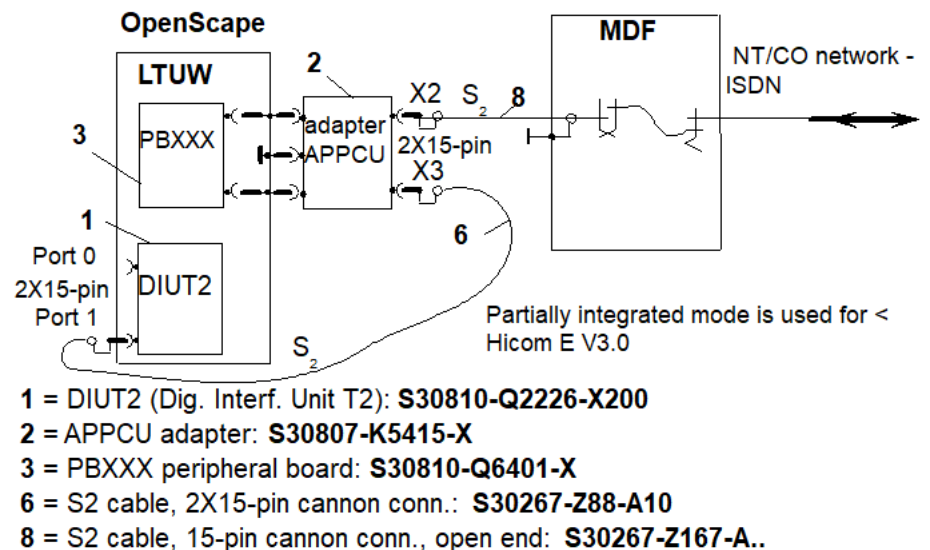 OpenScape
LTUW
2
3
PBXXX
adapter
APPCU
X2
S2
8
2X15-pin
X3
MDF
NT/CO network -
ISDN
1
Port 0
2X15-pin
Port 1
DIUT2
6
S2
Partially integrated mode is used for <
Hicom E V3.0
1 = DIUT2 (Dig. Interf. Unit T2): S30810-Q2226-X200
2 = APPCU adapter: S30807-K5415-X
3 = PBXXX peripheral board: S30810-Q6401-X
6 = S2 cable, 2X15-pin cannon conn.: S30267-Z88-A10
8 = S2 cable, 15-pin cannon conn., open end: S30267-Z167-A..